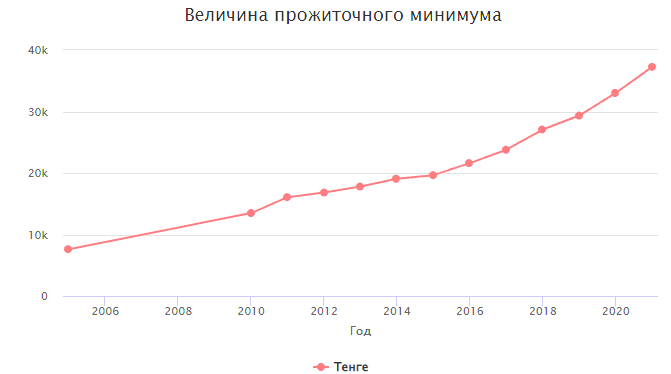 Величина прожиточного минимума
40k
30k
20k
10k
0
2006 2008 2010 2012 2014 2016 2018 2020
Год
Тенге